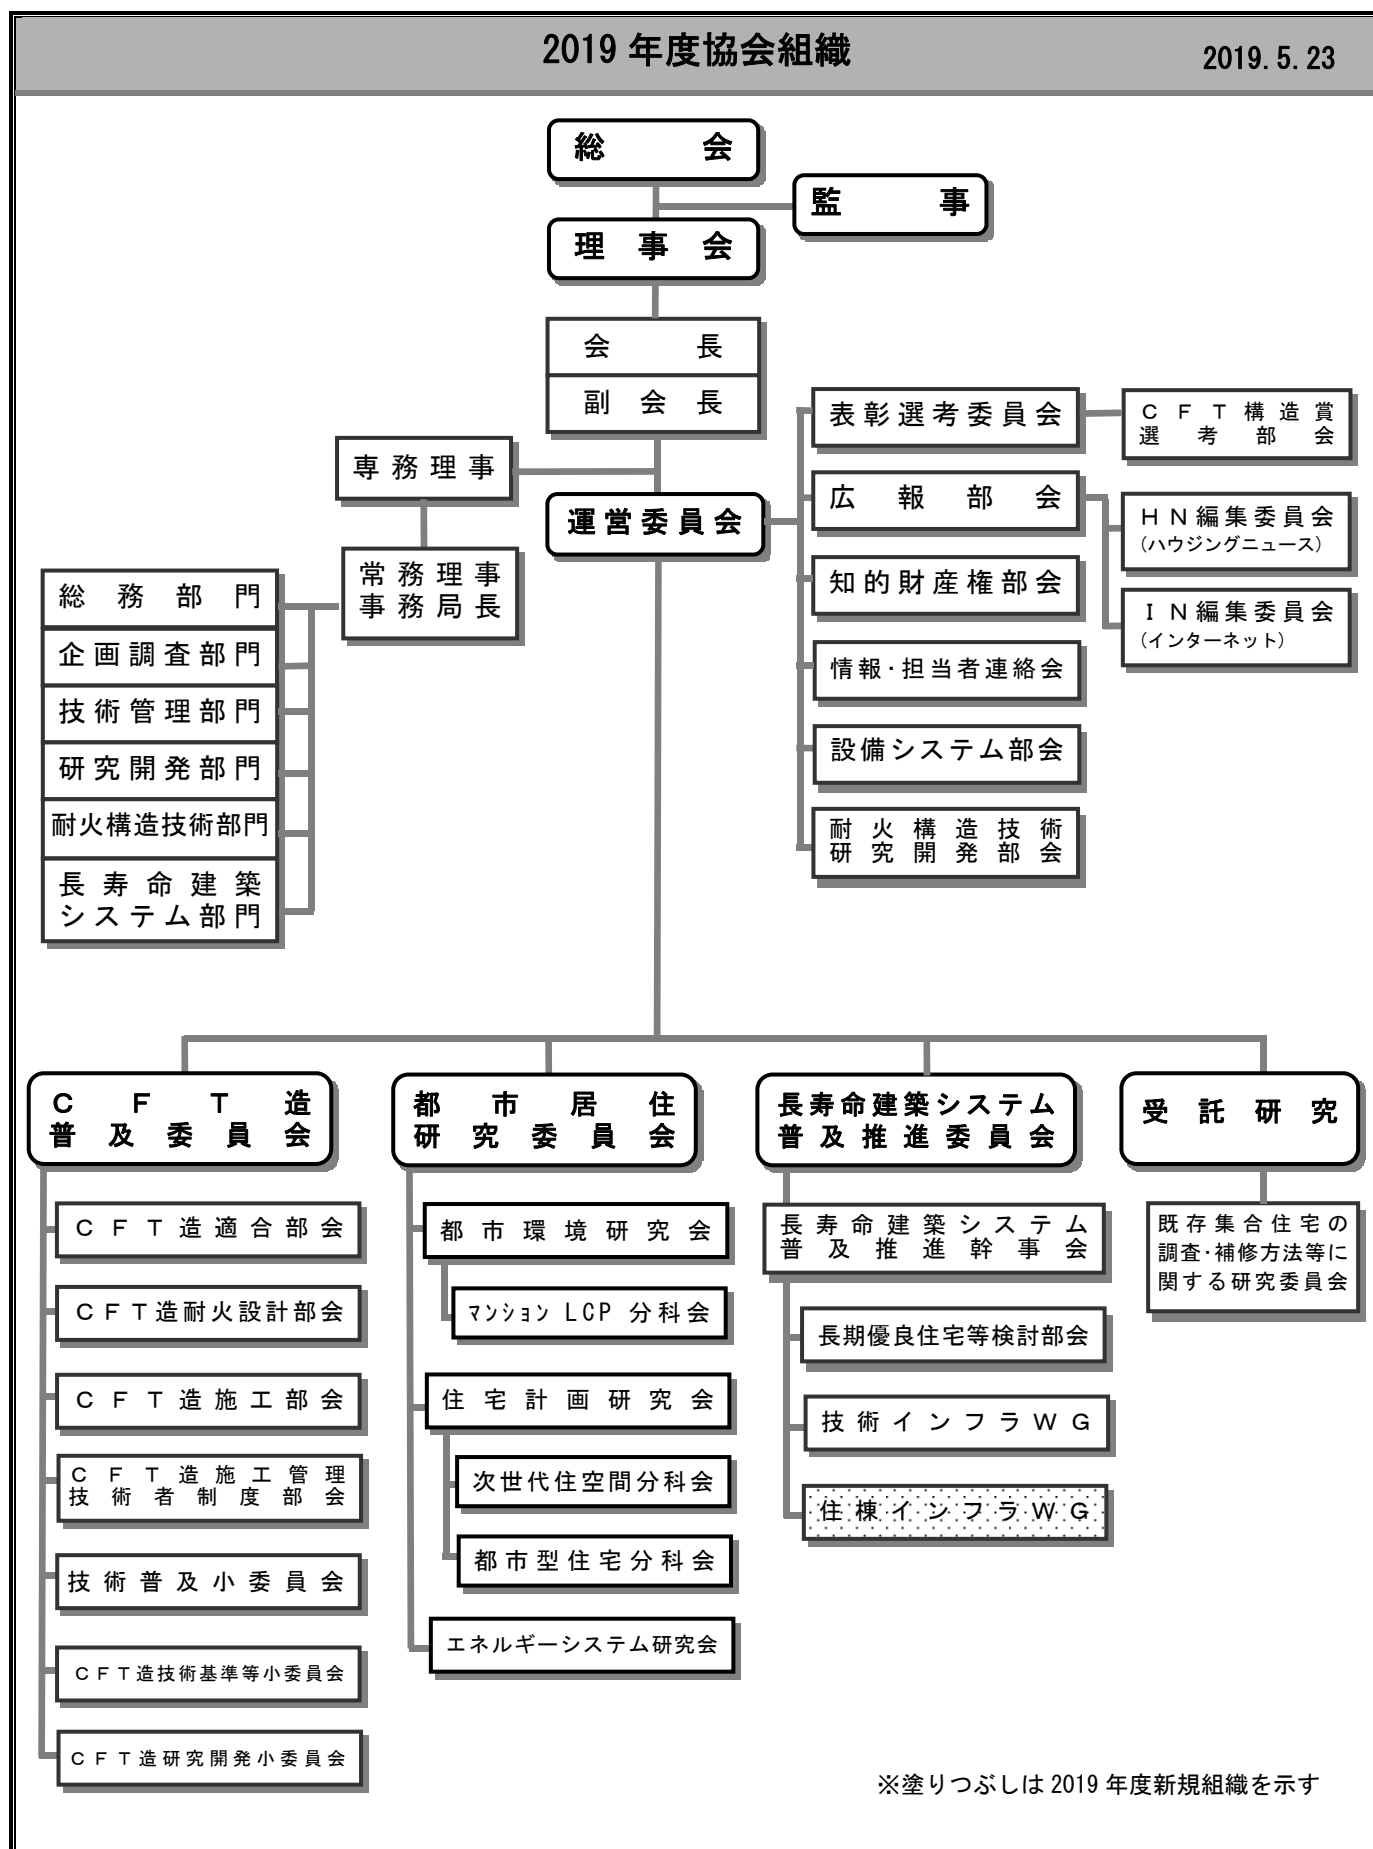 2019 年度協会組織
2019.5.23
総会
監事
理事会
会長
副会長
専務理事
運営委員会
常務理事
事務局長
総務部門
企画調査部門
技術管理部門
研究開発部門
耐火構造技術部門
長寿命建築
システム部門
表彰選考委員会
CFT構造賞
選考部会
広報部会
HN編集委員会
(ハウジングニュース)
IN編集委員会
(インターネット)
知的財産権部会
情報・担当者連絡会
設備システム部会
耐火構造技術
研究開発部会
CFT造
普及委員会
CFT造適合部会
CFT造耐火設計部会
CFT造施工部会
CFT造施工管理
技術者制度部会
技術普及小委員会
CFT造技術基準等小委員会
CFT造研究開発小委員会
都市居住
研究委員会
都市環境研究会
マンション LCP 分科会
住宅計画研究会
次世代住空間分科会
都市型住宅分科会
エネルギーシステム研究会
長寿命建築システム
普及推進委員会
長寿命建築システム
普及推進幹事会
長期優良住宅等検討部会
技術インフラWG
住棟インフラWG
受託研究
既存集合住宅の
調査・補修方法等に
関する研究委員会
※塗りつぶしは 2019 年度新規組織を示す